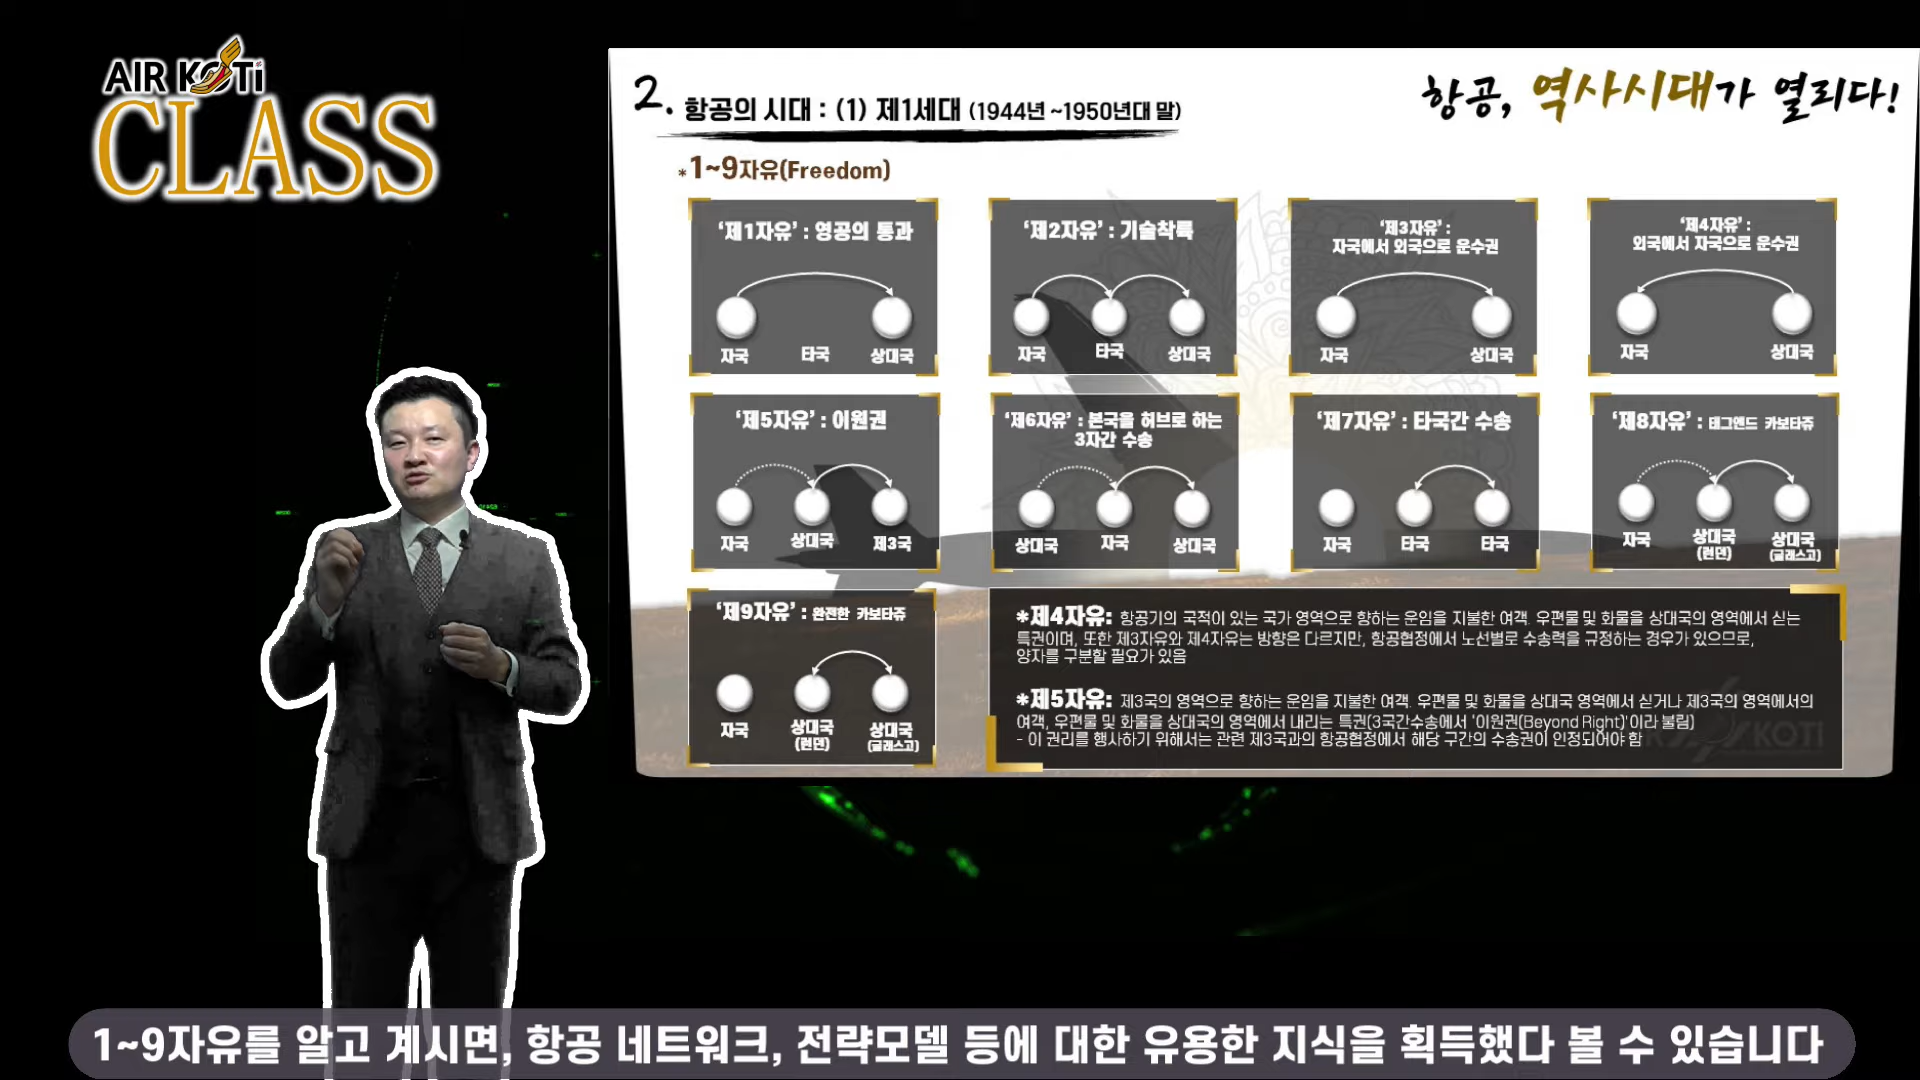 AIR KOTi
CLASS
2. 항공의 시대 : (1) 제1세대 (1944년 ~1950년대 말)
항공, 역사시대가 열리다!
*1~9자유(Freedom)
‘제1자유’ : 영공의 통과
자국 타국 상대국
‘제2자유’ : 기술착륙
자국 타국 상대국
‘제3자유’ :
자국에서 외국으로 운수권
자국 상대국
‘제4자유’ :
외국에서 자국으로 운수권
자국 상대국
‘제5자유’ : 이원권
자국 상대국 제3국
‘제6자유’ : 본국을 허브로 하는
3자간 수송
상대국 자국 상대국
‘제7자유’ : 타국간 수송
자국 타국 타국
‘제8자유’ : 태그앤드 카보타쥬
자국 상대국 상대국
(런던) (글래스고)
‘제9자유’ : 완전한 카보타쥬
자국 상대국 상대국
(런던) (글래스고)
*제4자유: 항공기의 국적이 있는 국가 영역으로 향하는 운임을 지불한 여객. 우편물 및 화물을 상대국의 영역에서 싣는
특권이며, 또한 제3자유와 제4자유는 방향은 다르지만, 항공협정에서 노선별로 수송력을 규정하는 경우가 있으므로,
양자를 구분할 필요가 있음
*제5자유: 제3국의 영역으로 향하는 운임을 지불한 여객. 우편물 및 화물을 상대국 영역에서 싣거나 제3국의 영역에서의
여객, 우편물 및 화물을 상대국의 영역에서 내리는 특권(3국간수송에서 '이원권(Beyond Right)'이라 불림)
- 이 권리를 행사하기 위해서는 관련 제3국과의 항공협정에서 해당 구간의 수송권이 인정되어야 함
1~9자유를 알고 계시면, 항공 네트워크, 전략모델 등에 대한 유용한 지식을 획득했다 볼 수 있습니다